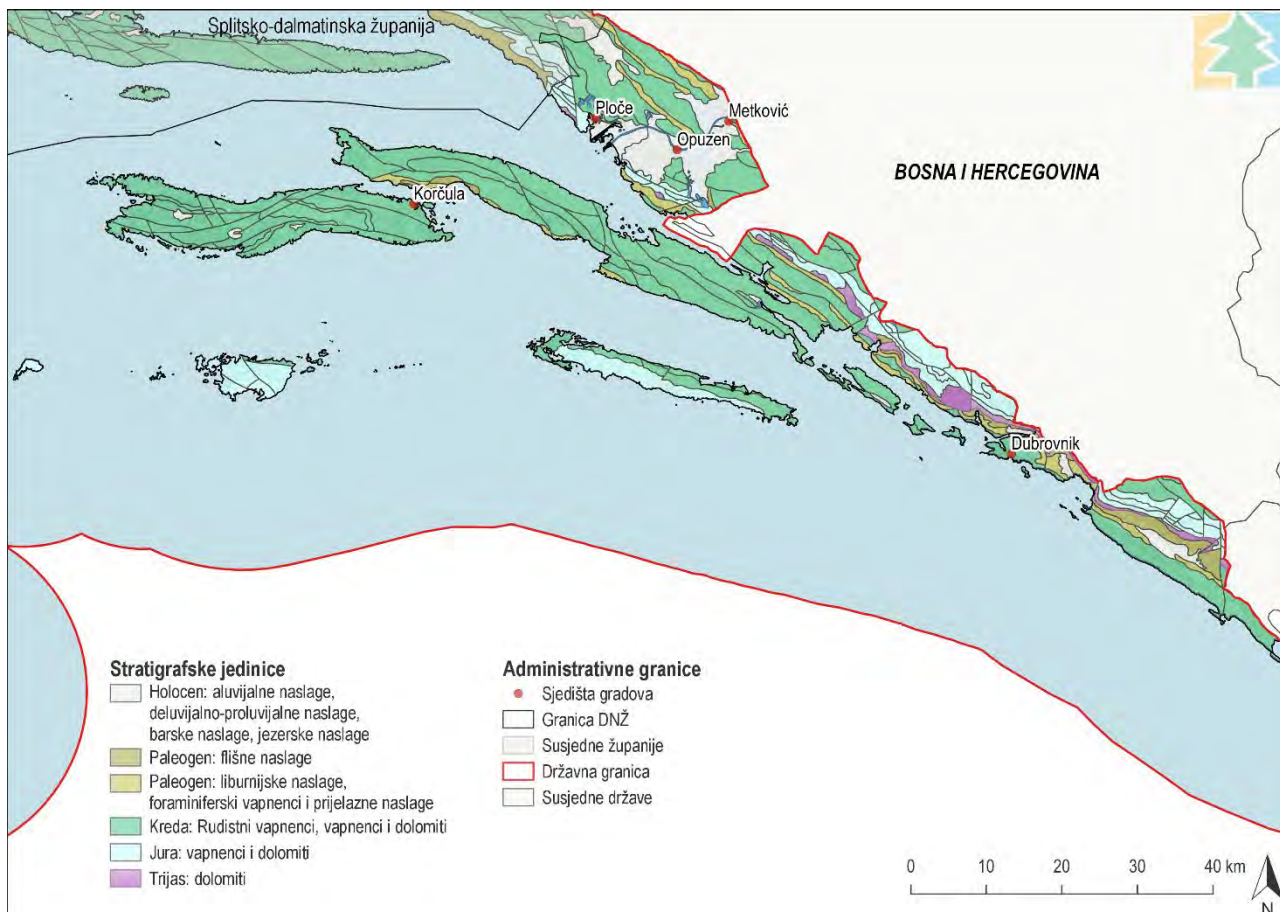 Splitsko-dalmatinska županija
Ploče
Metković
Opuzen
BOSNA I HERCEGOVINA
Korčula
Dubrovnik
Stratigrafske jedinice
Holocen: aluvijalne naslage,
deluvijalno-proluvijalne naslage,
barske naslage, jezerske naslage
Paleogen: flišne naslage
Paleogen: liburnijske naslage,
foraminiferski vapnenci i prijelazne naslage
Kreda: Rudistni vapnenci, vapnenci i dolomiti
Jura: vapnenci i dolomiti
Trijas: dolomiti
Administrativne granice
Sjedišta gradova
Granica DNŽ
Susjedne županije
Državna granica
Susjedne države
0 10 20 30 40 km
N